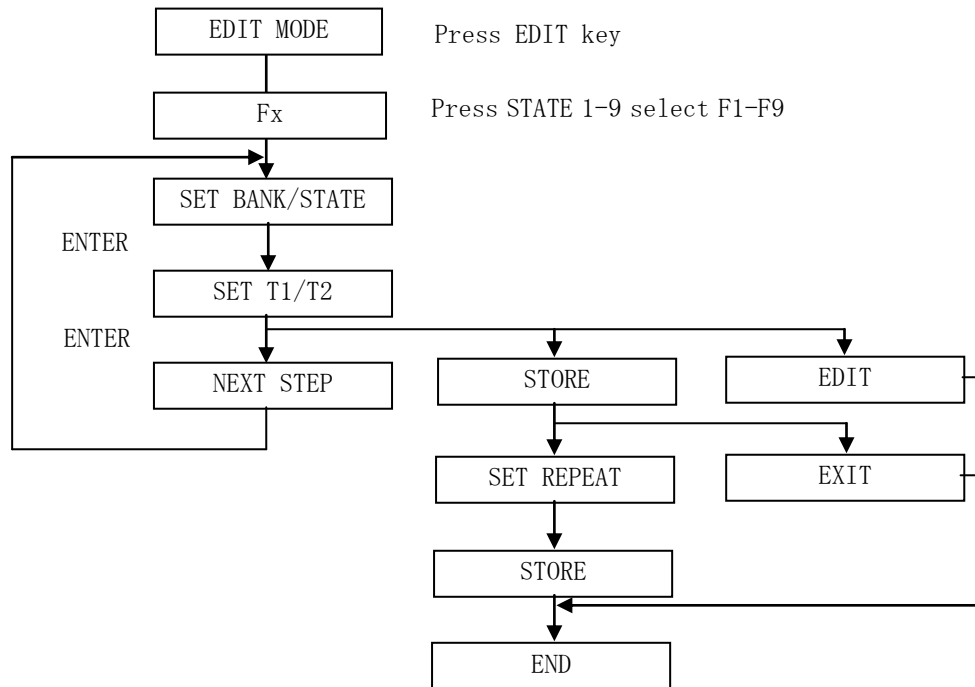 EDIT MODE
Press EDIT key
Fx
Press STATE 1-9 select F1-F9
SET BANK/STATE
ENTER
SET T1/T2
ENTER
NEXT STEP
STORE
EDIT
SET REPEAT
EXIT
STORE
END